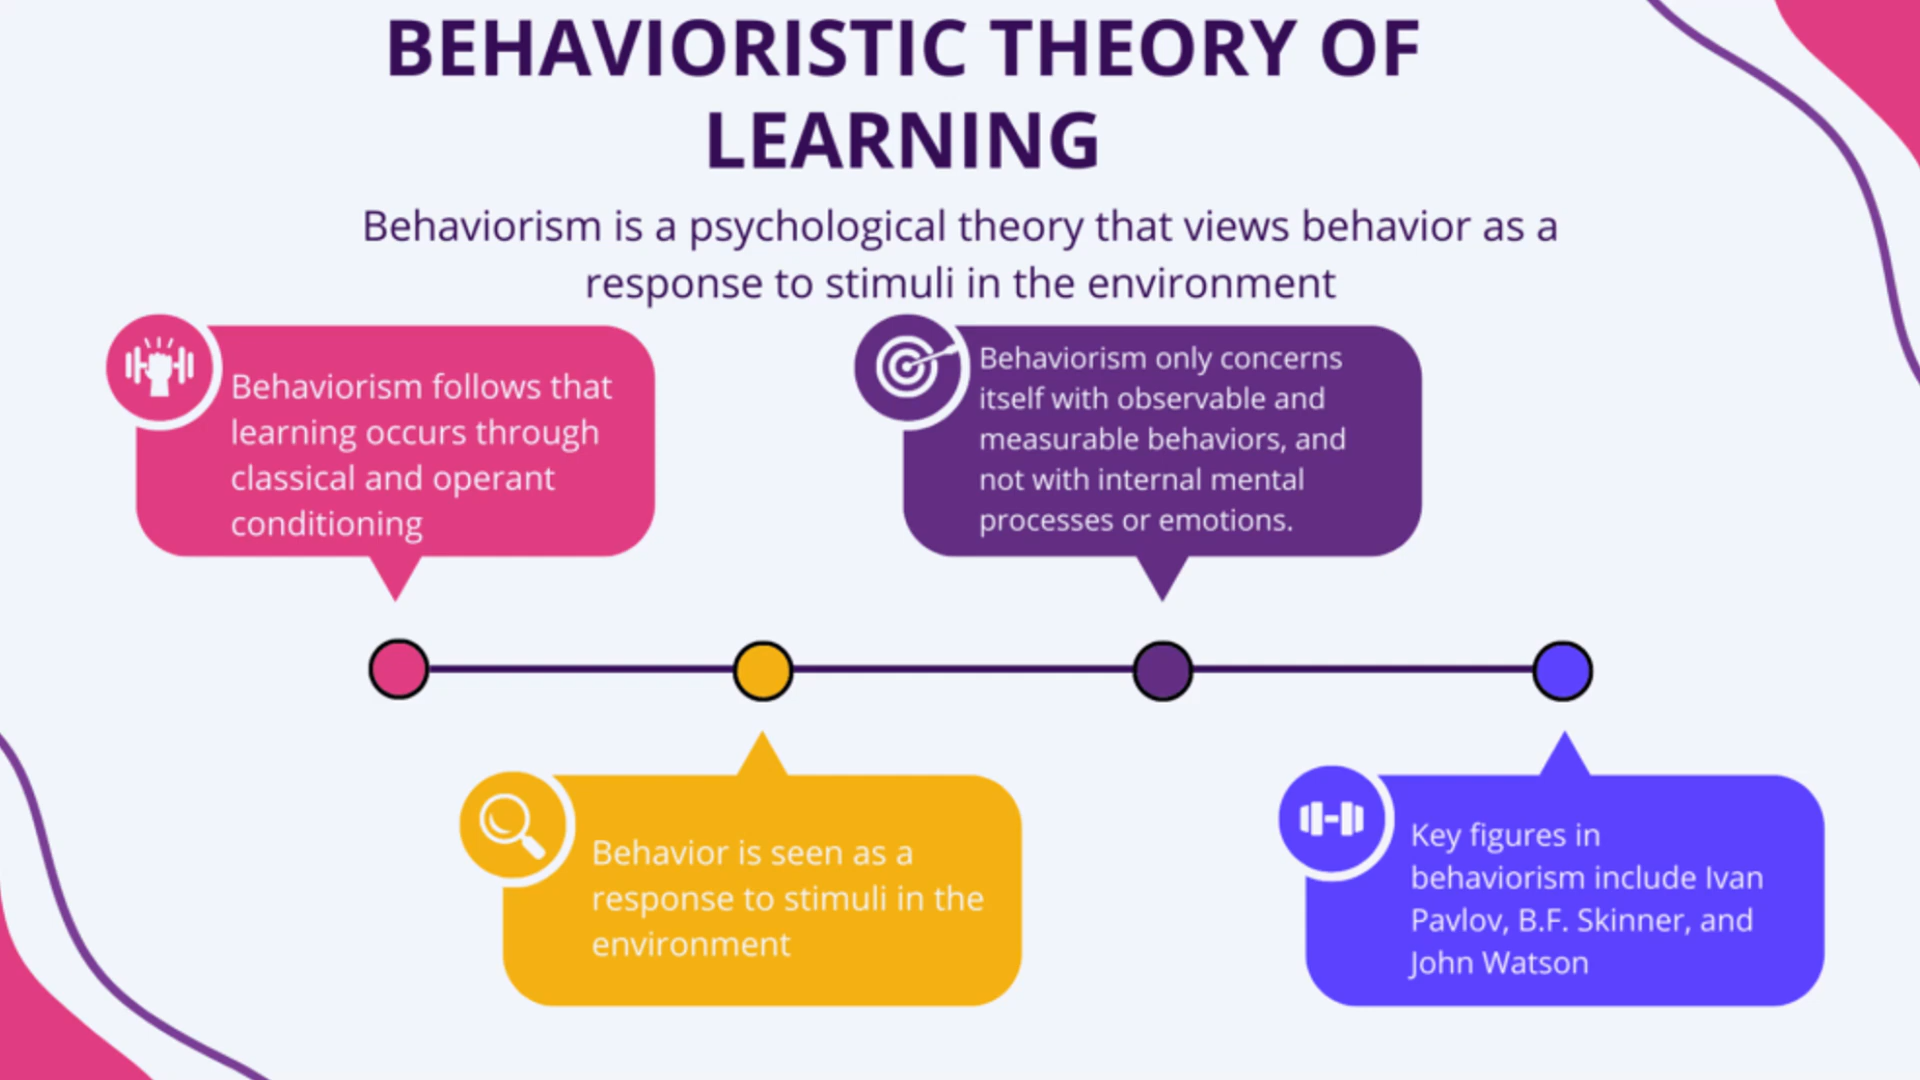 BEHAVIORISTIC THEORY OF
LEARNING
Behaviorism is a psychological theory that views behavior as a
response to stimuli in the environment
Behaviorism follows that
learning occurs through
classical and operant
conditioning
Behaviorism only concerns
itself with observable and
measurable behaviors, and
not with internal mental
processes or emotions.
Behavior is seen as a
response to stimuli in the
environment
Key figures in
behaviorism include Ivan
Pavlov, B.F. Skinner, and
John Watson